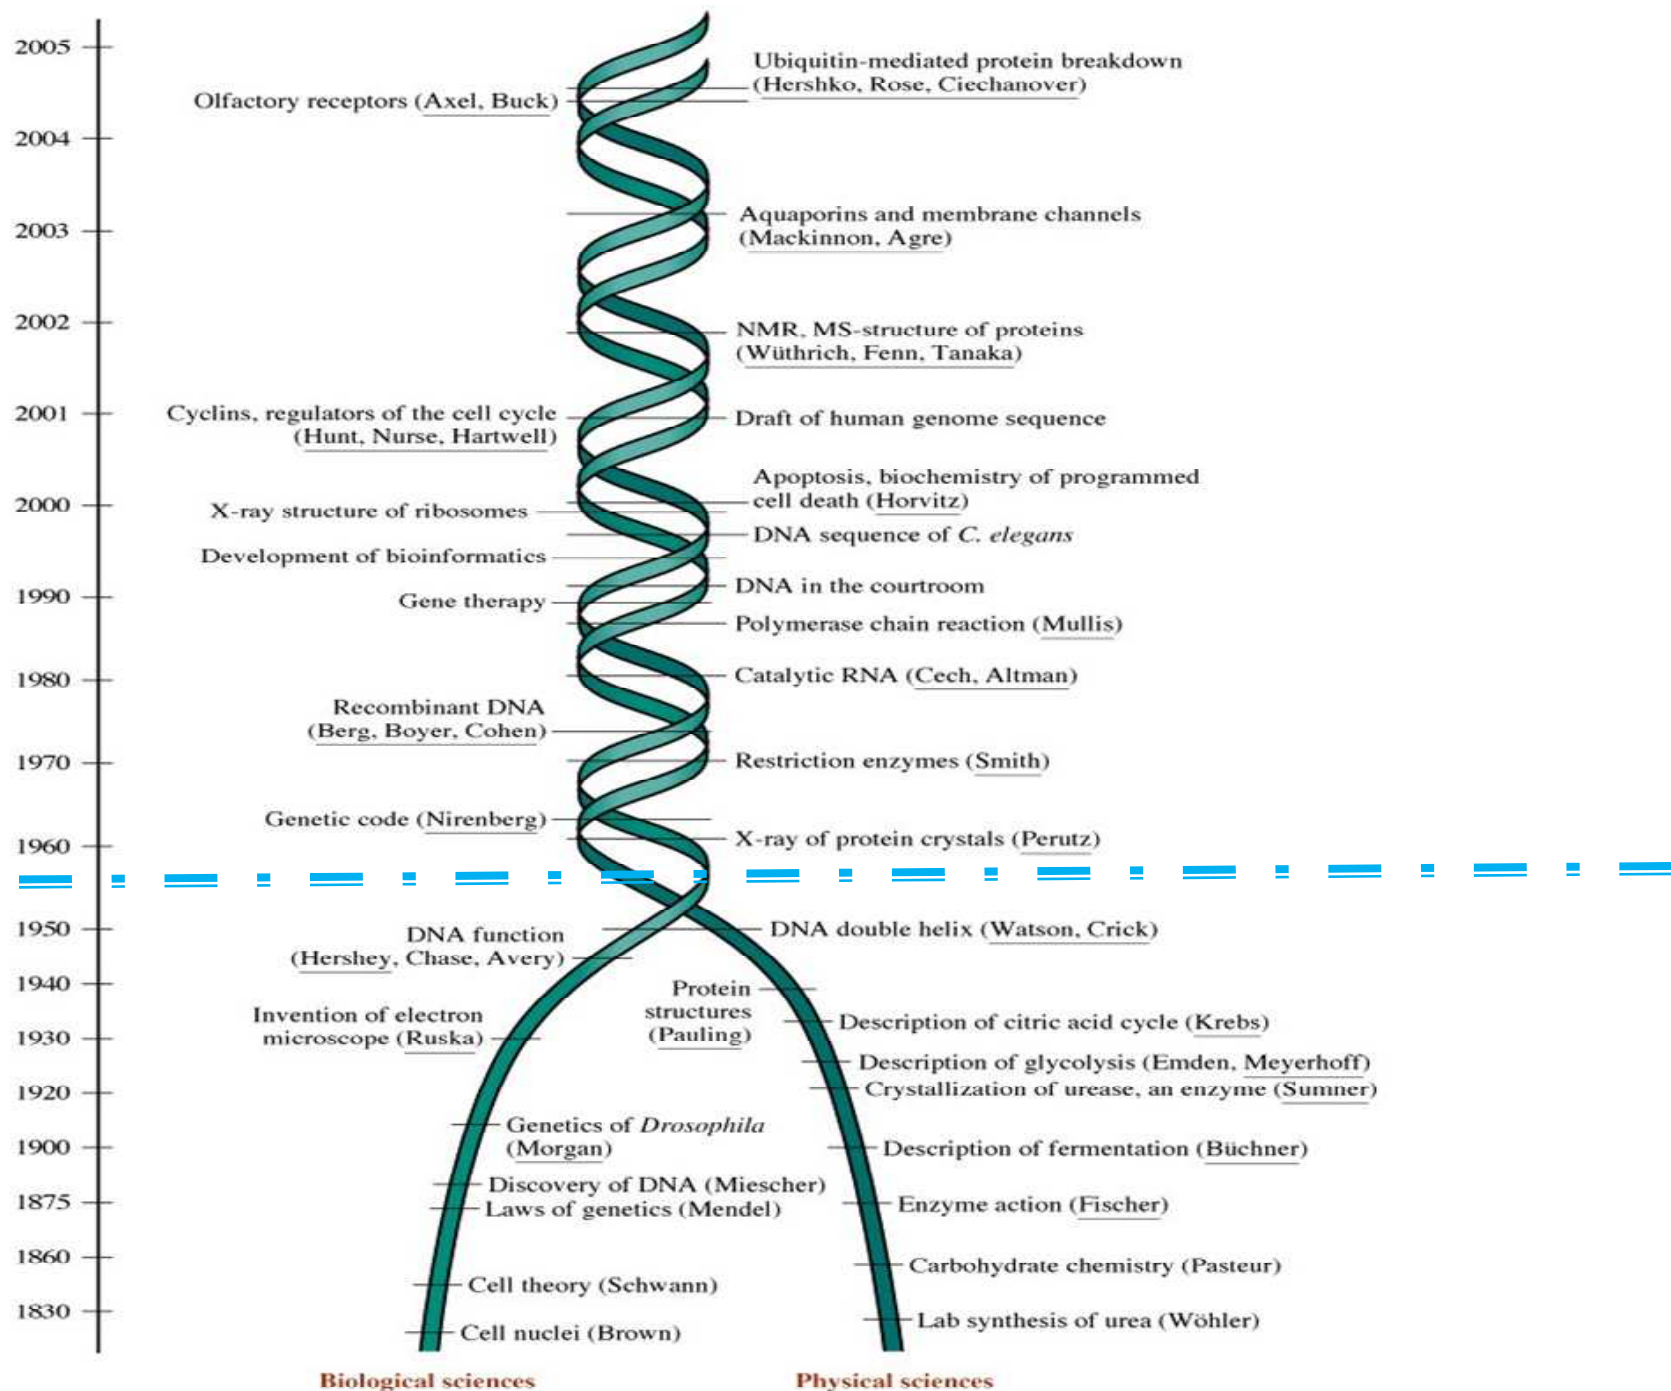 2005
Ubiquitin-mediated protein breakdown
(Hershko, Rose, Ciechanover)
Olfactory receptors (Axel, Buck)
2004
Aquaporins and membrane channels
(Mackinnon, Agre)
2003
2002
NMR, MS-structure of proteins
(Wüthrich, Fenn, Tanaka)
2001
Cyclins, regulators of the cell cycle
(Hunt, Nurse, Hartwell)
Draft of human genome sequence
Apoptosis, biochemistry of programmed
cell death (Horvitz)
2000
X-ray structure of ribosomes
DNA sequence of C. elegans
Development of bioinformatics
DNA in the courtroom
1990
Gene therapy
Polymerase chain reaction (Mullis)
1980
Catalytic RNA (Cech, Altman)
Recombinant DNA
(Berg, Boyer, Cohen)
1970
Restriction enzymes (Smith)
Genetic code (Nirenberg)
1960
X-ray of protein crystals (Perutz)
1950
DNA double helix (Watson, Crick)
DNA function
(Hershey, Chase, Avery)
1940
Protein
structures
(Pauling)
Invention of electron
microscope (Ruska)
1930
Description of citric acid cycle (Krebs)
Description of glycolysis (Emden, Meyerhoff)
1920
Crystallization of urease, an enzyme (Sumner)
Genetics of Drosophila
(Morgan)
1900
Description of fermentation (Büchner)
Discovery of DNA (Miescher)
1875
Laws of genetics (Mendel)
Enzyme action (Fischer)
1860
Carbohydrate chemistry (Pasteur)
Cell theory (Schwann)
1830
Lab synthesis of urea (Wöhler)
Cell nuclei (Brown)
Biological sciences
Physical sciences